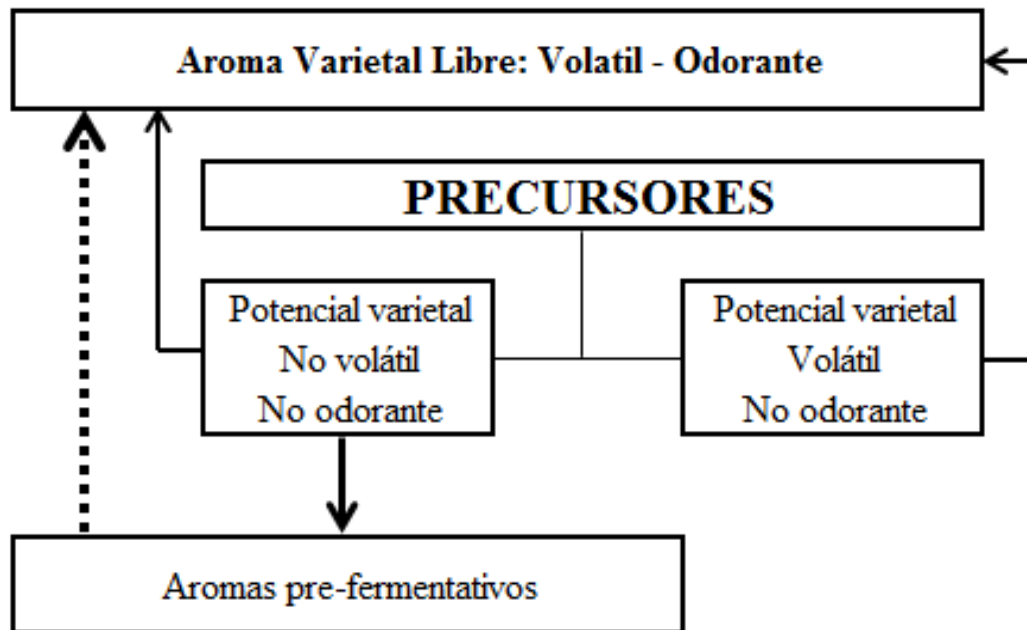 Aroma Varietal Libre: Volatil - Odorante
PRECURSORES
Potencial varietal
No volátil
No odorante
Potencial varietal
Volátil
No odorante
Aromas pre-fermentativos